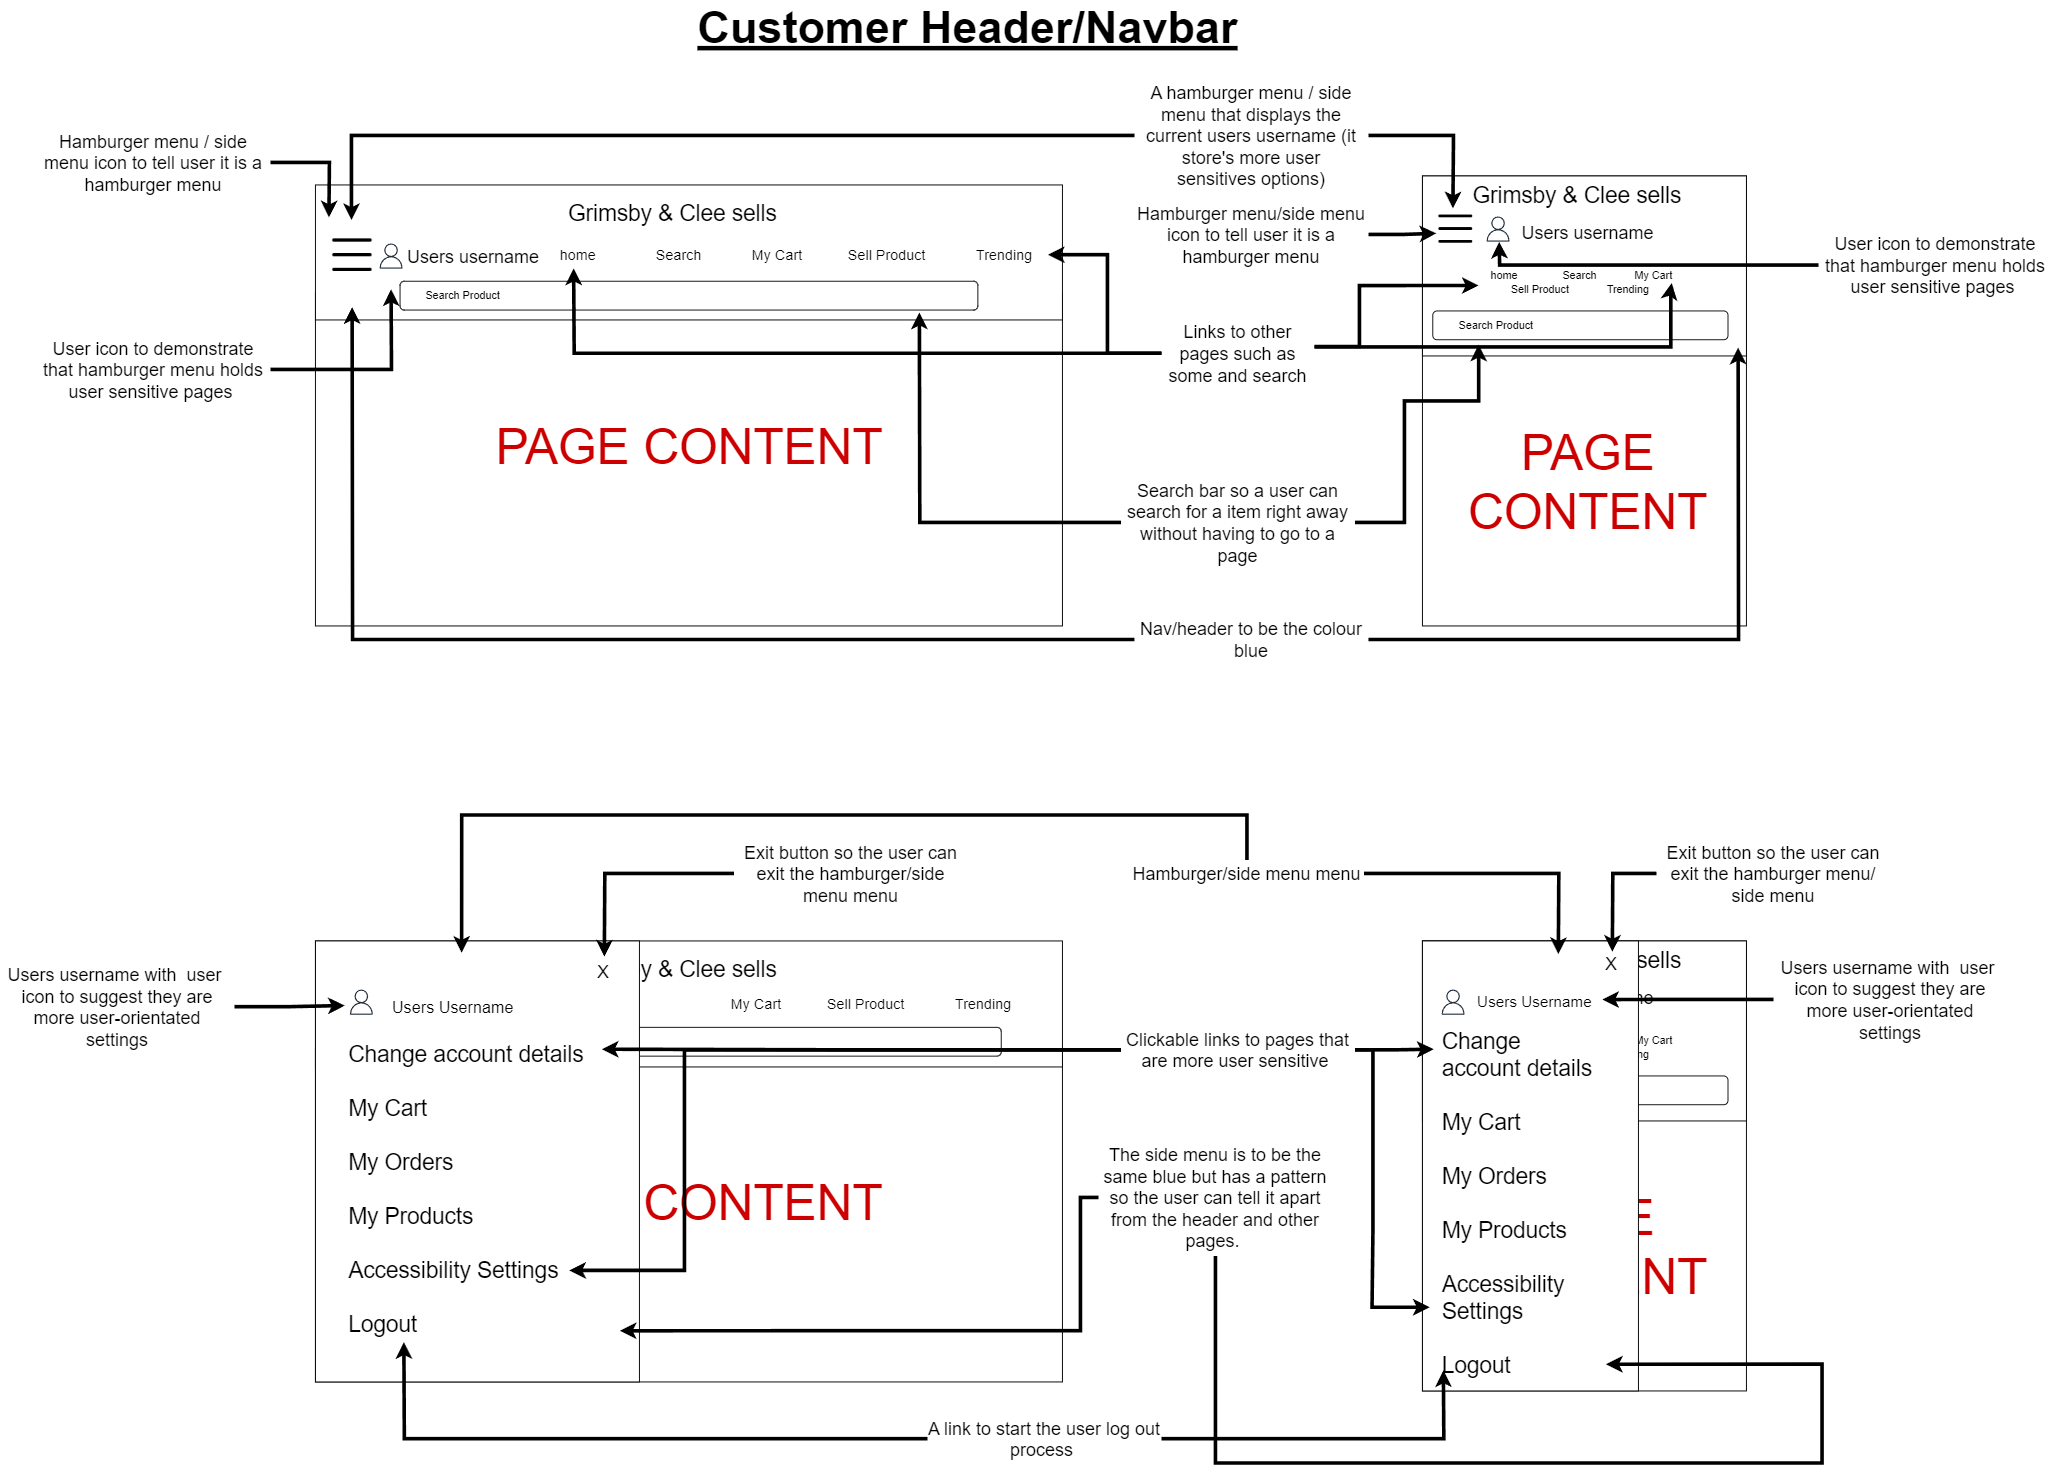 Customer Header/Navbar
A hamburger menu / side
menu that displays the
current users username (it
store's more user
sensitives options)
Hamburger menu / side
menu icon to tell user it is a
hamburger menu
Grimsby & Clee sells
Users username
home
Search
My Cart
Sell Product
Trending
Search Product
User icon to demonstrate
that hamburger menu holds
user sensitive pages
PAGE CONTENT
Hamburger menu/side menu
icon to tell user it is a
hamburger menu
Grimsby & Clee sells
Users username
home
Search
My Cart
Sell Product
Trending
Search Product
User icon to demonstrate
that hamburger menu holds
user sensitive pages
Links to other
pages such as
some and search
PAGE
CONTENT
Search bar so a user can
search for a item right away
without having to go to a
page
Nav/header to be the colour
blue
Exit button so the user can
exit the hamburger/side
menu menu
Hamburger/side menu menu
Exit button so the user can
exit the hamburger menu/
side menu
Users username with user
icon to suggest they are
more user-orientated
settings
X
y & Clee sells
Users Username
My Cart
Sell Product
Trending
Change account details
My Cart
My Orders
My Products
Accessibility Settings
Logout
CONTENT
Clickable links to pages that
are more user sensitive
The side menu is to be the
same blue but has a pattern
so the user can tell it apart
from the header and other
pages.
X
sells
Users Username
My Cart
ng
Change
account details
My Cart
My Orders
My Products
Accessibility
Settings
Logout
E
NT
Users username with user
icon to suggest they are
more user-orientated
settings
A link to start the user log out
process